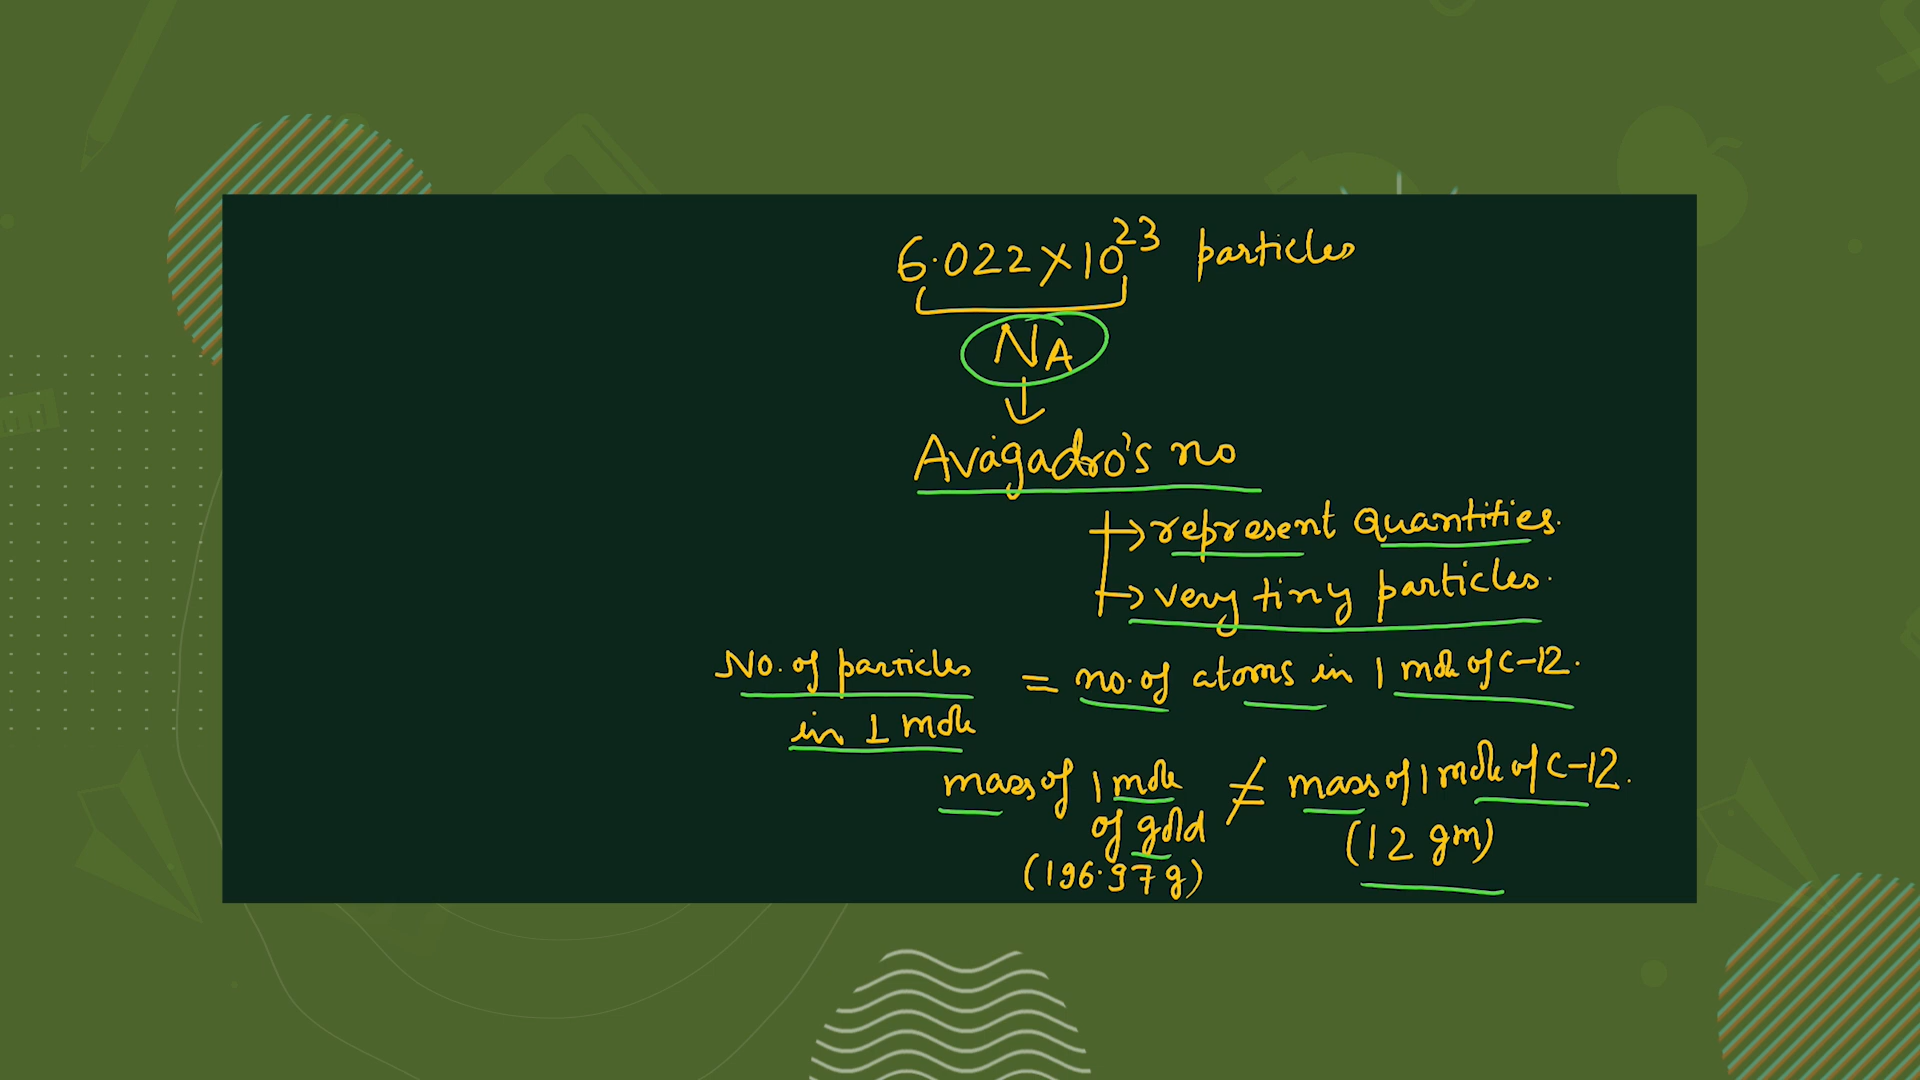 6.022×10²³ particles
NA
↓
Avagadro's no
→ represent Quantities.
→ very tiny particles.
No. of particles in 1 mole = no. of atoms in 1 mole of C-12.
mass of 1 mole of gold ≠ mass of 1 mole of C-12.
(196.97g) (12 gm)